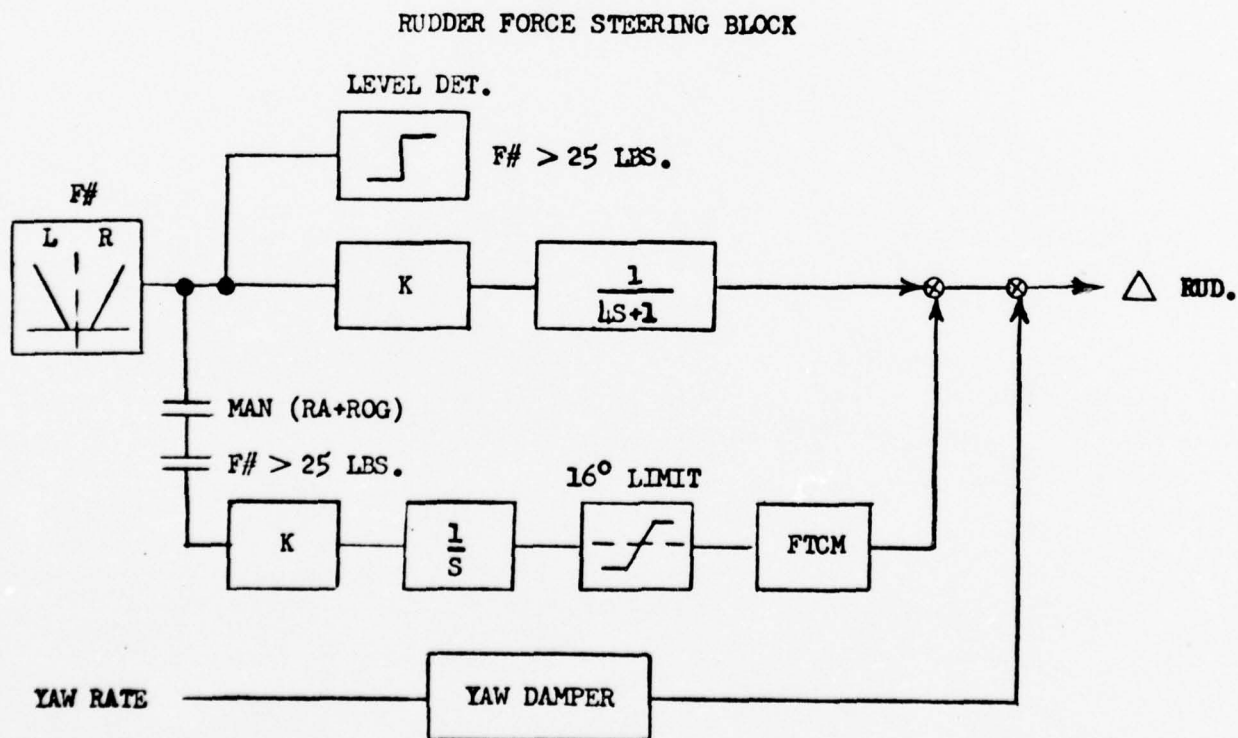 RUDDER FORCE STEERING BLOCK
LEVEL DET.
F# > 25 LBS.
F#
L R
K
1
4S+1
△ RUD.
MAN (RA+ROG)
F# > 25 LBS.
16° LIMIT
K
1
S
FTCM
YAW RATE
YAW DAMPER